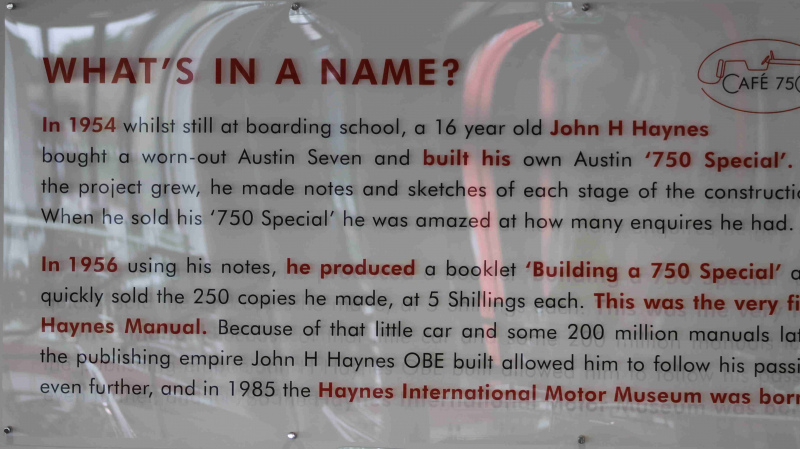 WHAT'S IN A NAME?
CAFÉ 750
In 1954 whilst still at boarding school, a 16 year old John H Haynes
bought a worn-out Austin Seven and built his own Austin '750 Special'.
the project grew, he made notes and sketches of each stage of the constructi
When he sold his '750 Special' he was amazed at how many enquires he had.
In 1956 using his notes, he produced a booklet 'Building a 750 Special' a
quickly sold the 250 copies he made, at 5 Shillings each. This was the very fi
Haynes Manual. Because of that little car and some 200 million manuals lat
the publishing empire John H Haynes OBE built allowed him to follow his passi
even further, and in 1985 the Haynes International Motor Museum was born